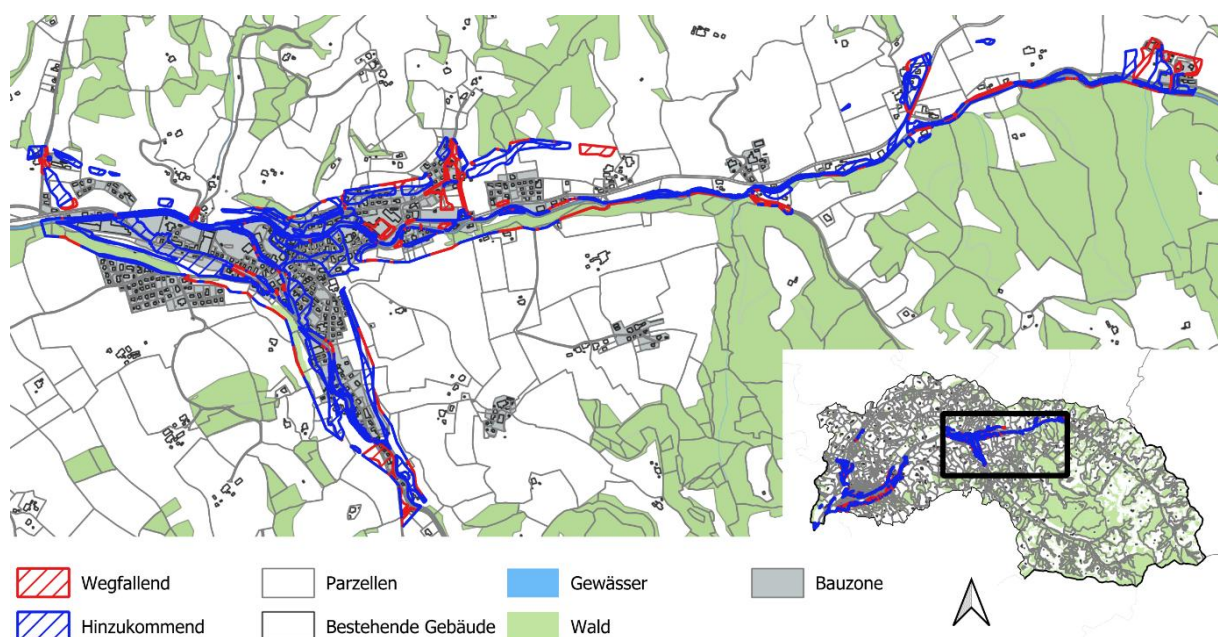 Wegfallend
Parzellen
Gewässer
Bauzone
Hinzukommend
Bestehende Gebäude
Wald